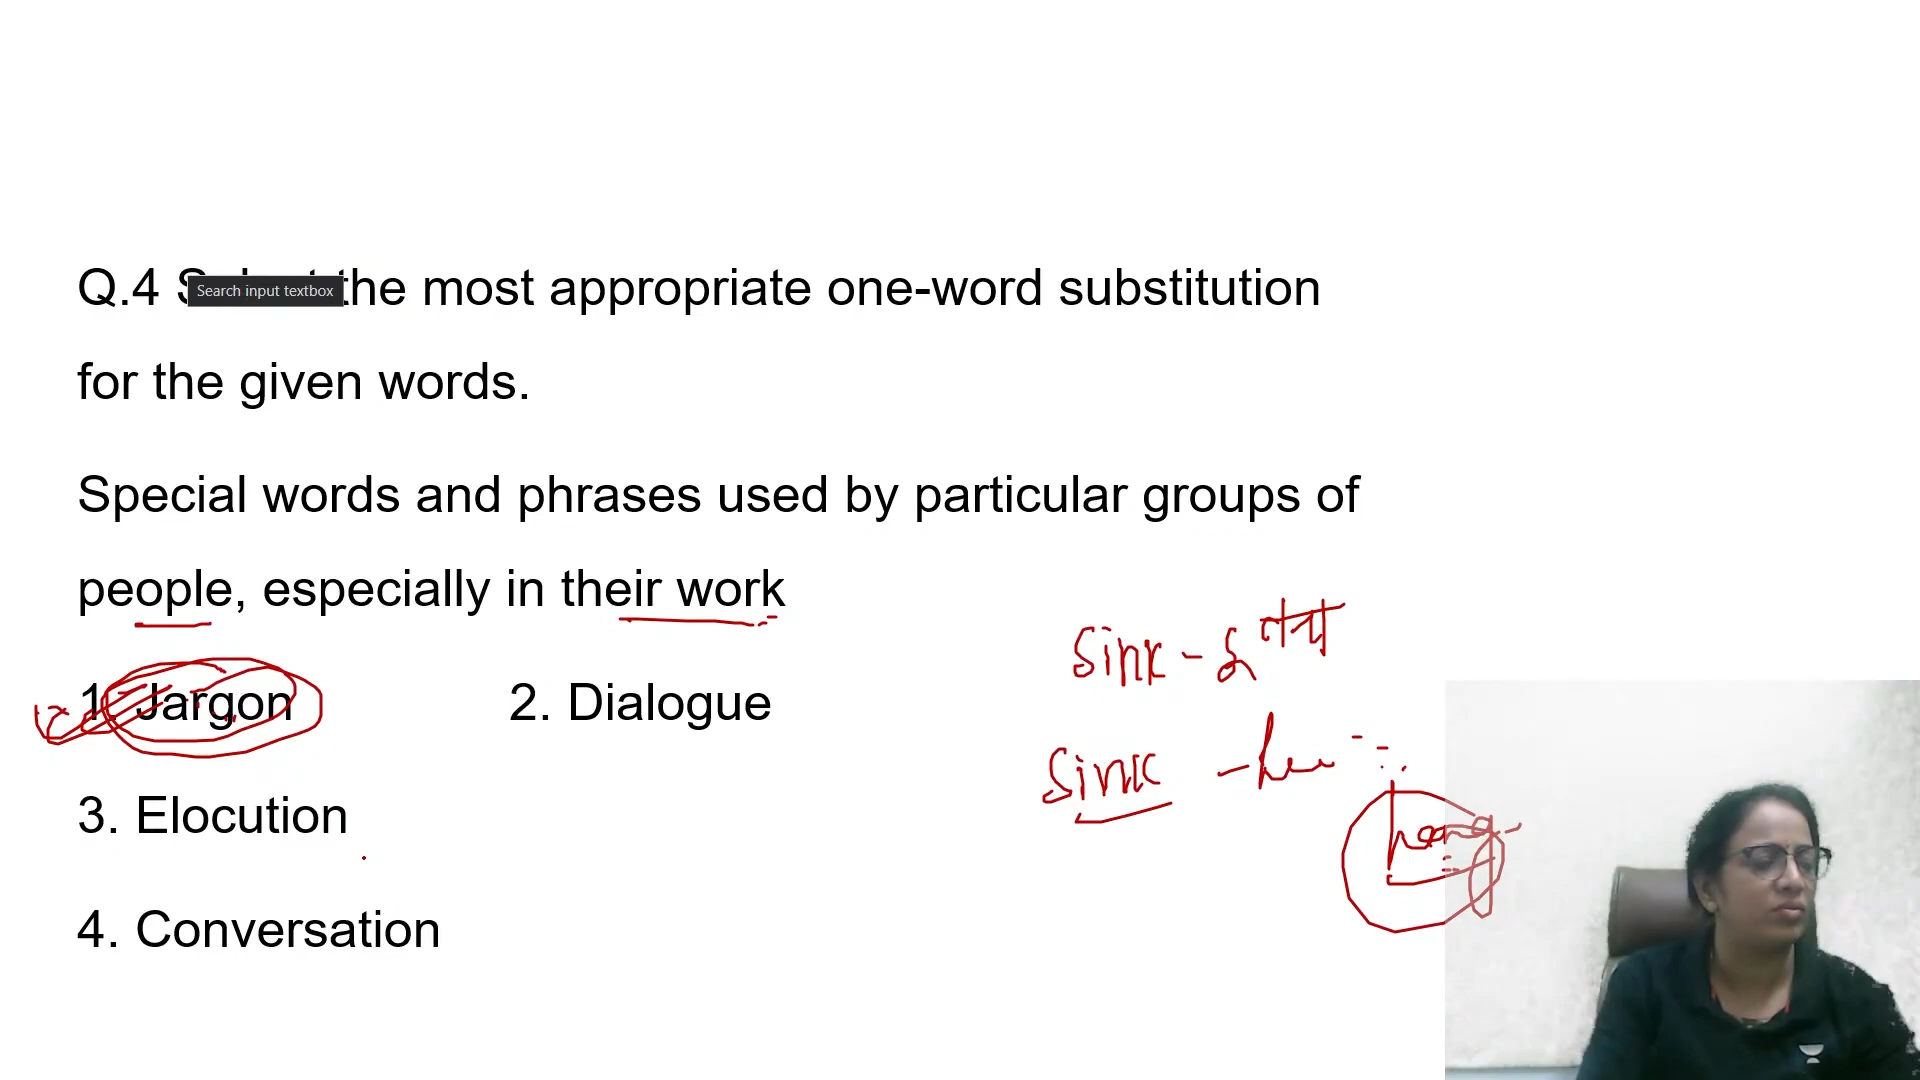 Q.4 Select the most appropriate one-word substitution
Search input textbox
for the given words.
Special words and phrases used by particular groups of
people, especially in their work
1. Jargon 2. Dialogue
3. Elocution
4. Conversation
Sink -
Sink -